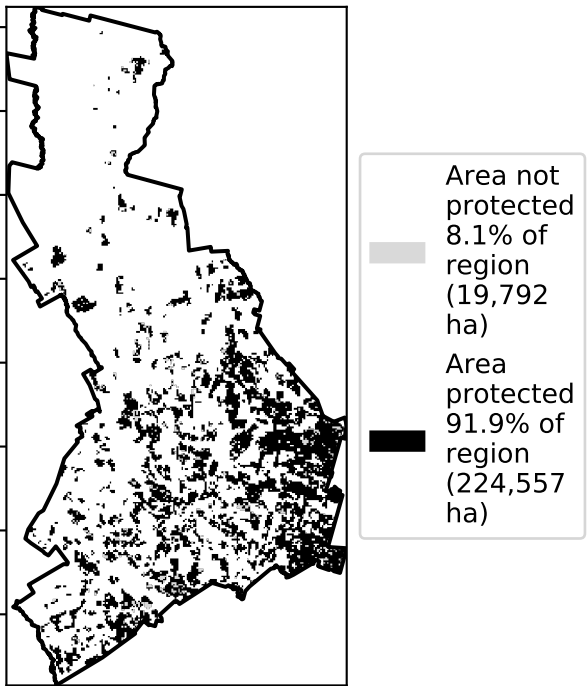 Area not
protected
8.1% of
region
(19,792
ha)
Area
protected
91.9% of
region
(224,557
ha)